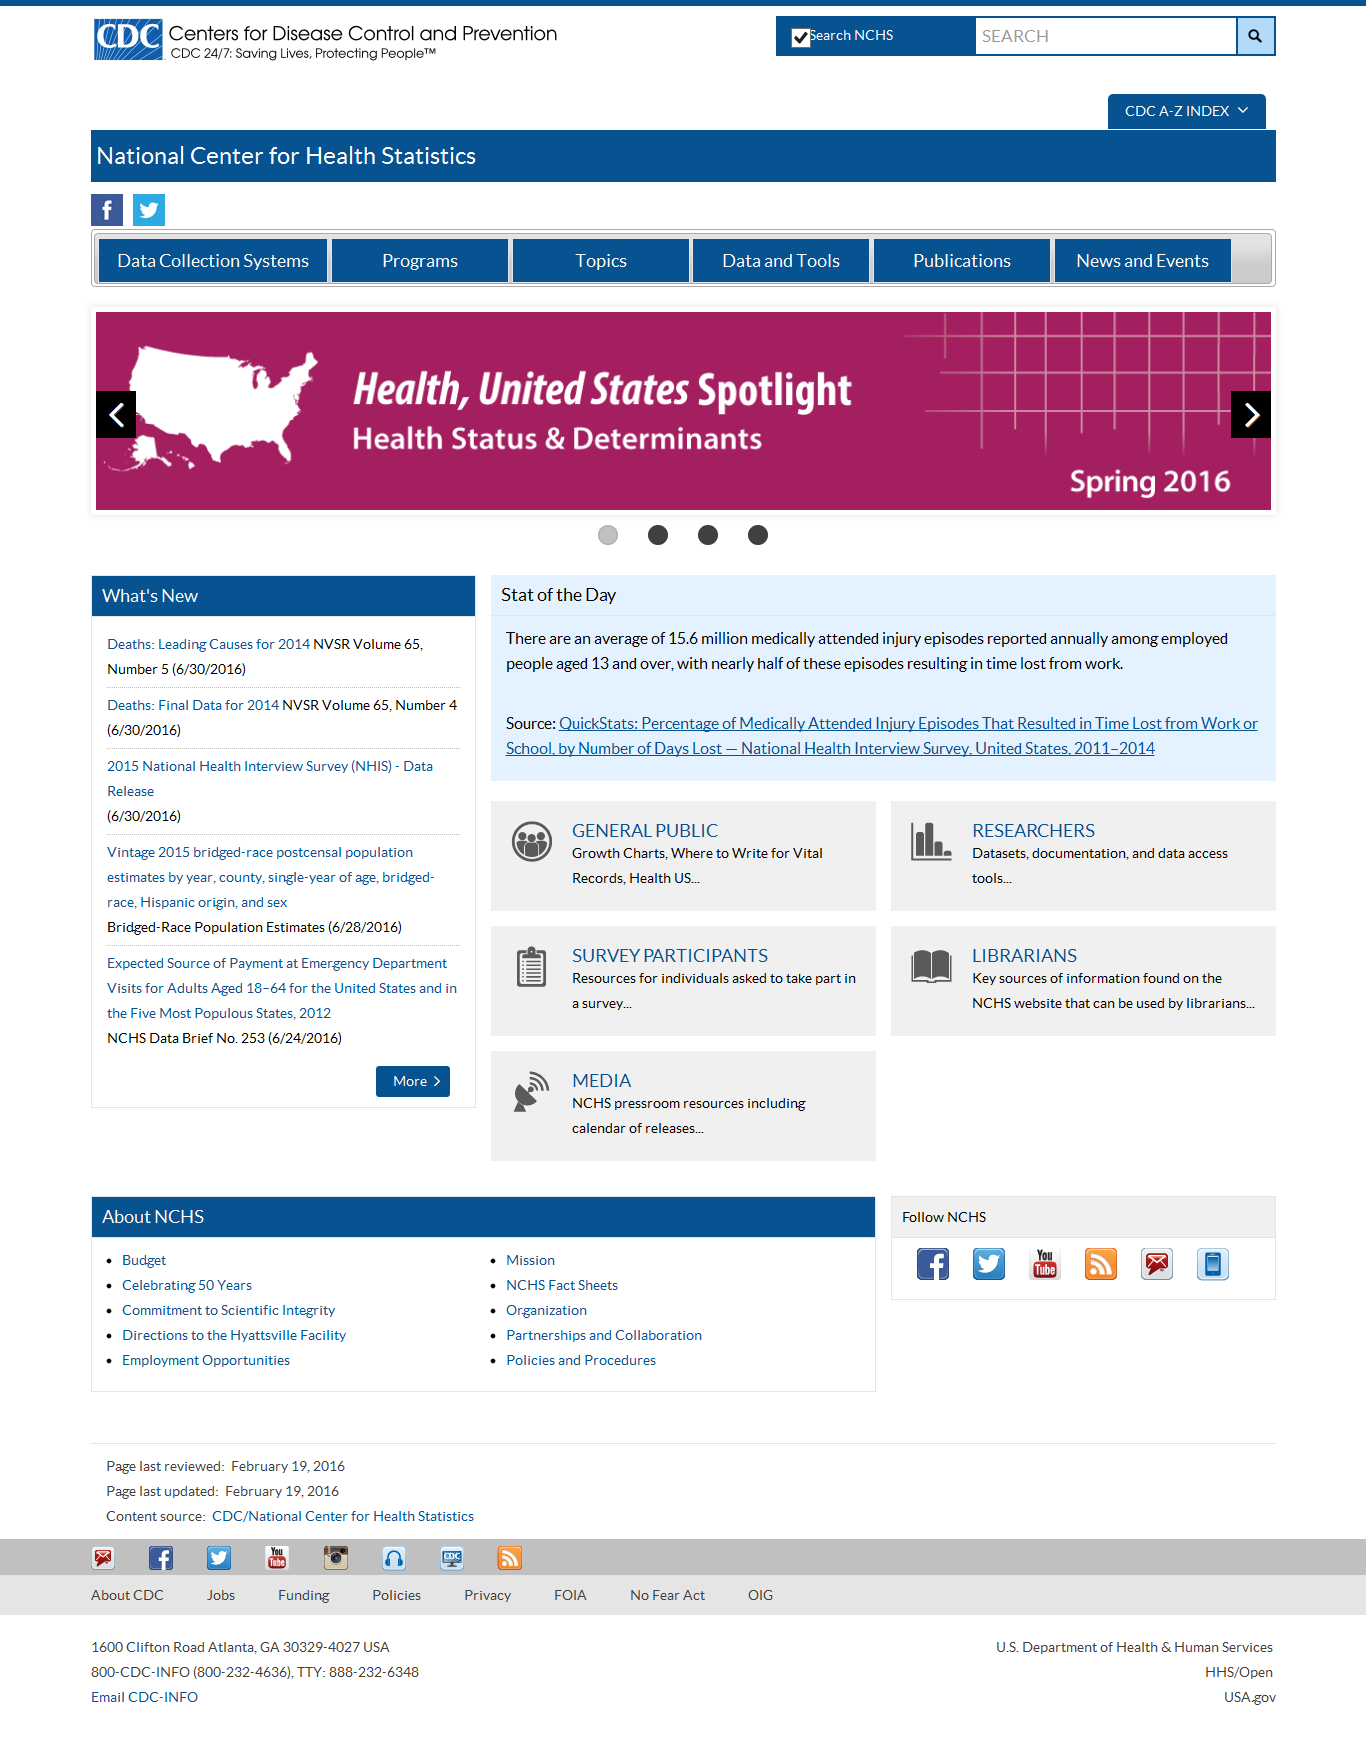 CDC Centers for Disease Control and Prevention
CDC 24/7: Saving Lives, Protecting People™
Search NCHS
SEARCH
CDC A-Z INDEX
National Center for Health Statistics
Data Collection Systems
Programs
Topics
Data and Tools
Publications
News and Events
Health, United States Spotlight
Health Status & Determinants
Spring 2016
What's New
Deaths: Leading Causes for 2014 NVSR Volume 65,
Number 5 (6/30/2016)
Deaths: Final Data for 2014 NVSR Volume 65, Number 4
(6/30/2016)
2015 National Health Interview Survey (NHIS) - Data
Release
(6/30/2016)
Vintage 2015 bridged-race postcensal population
estimates by year, county, single-year of age, bridged-
race, Hispanic origin, and sex
Bridged-Race Population Estimates (6/28/2016)
Expected Source of Payment at Emergency Department
Visits for Adults Aged 18–64 for the United States and in
the Five Most Populous States, 2012
NCHS Data Brief No. 253 (6/24/2016)
More
Stat of the Day
There are an average of 15.6 million medically attended injury episodes reported annually among employed
people aged 13 and over, with nearly half of these episodes resulting in time lost from work.
Source: QuickStats: Percentage of Medically Attended Injury Episodes That Resulted in Time Lost from Work or
School, by Number of Days Lost — National Health Interview Survey, United States, 2011–2014
GENERAL PUBLIC
Growth Charts, Where to Write for Vital
Records, Health US...
RESEARCHERS
Datasets, documentation, and data access
tools...
SURVEY PARTICIPANTS
Resources for individuals asked to take part in
a survey...
LIBRARIANS
Key sources of information found on the
NCHS website that can be used by librarians...
MEDIA
NCHS pressroom resources including
calendar of releases...
About NCHS
Budget
Celebrating 50 Years
Commitment to Scientific Integrity
Directions to the Hyattsville Facility
Employment Opportunities
Mission
NCHS Fact Sheets
Organization
Partnerships and Collaboration
Policies and Procedures
Follow NCHS
You Tube
Page last reviewed: February 19, 2016
Page last updated: February 19, 2016
Content source: CDC/National Center for Health Statistics
You Tube
CDC
About CDC
Jobs
Funding
Policies
Privacy
FOIA
No Fear Act
OIG
1600 Clifton Road Atlanta, GA 30329-4027 USA
800-CDC-INFO (800-232-4636), TTY: 888-232-6348
Email CDC-INFO
U.S. Department of Health & Human Services
HHS/Open
USA.gov